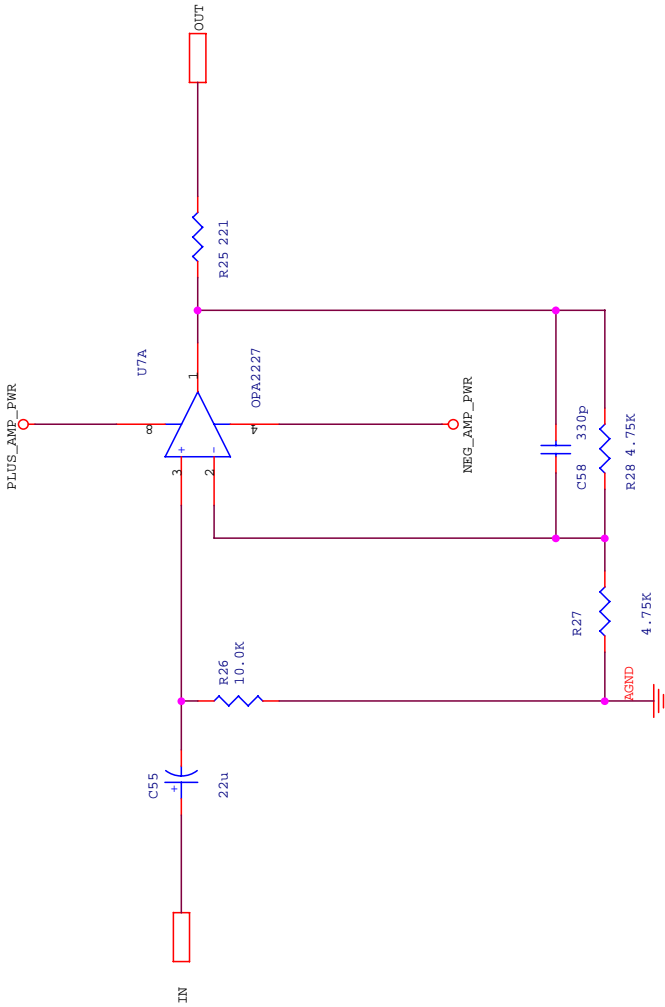 OUT
R25 221
U7A
1
OPA2227
PLUS_AMP_PWR
8
4
NEG_AMP_PWR
+
-
3
2
C58 330p
R28 4.75K
R27
4.75K
R26
10.0K
AGND
C55
+
22u
IN